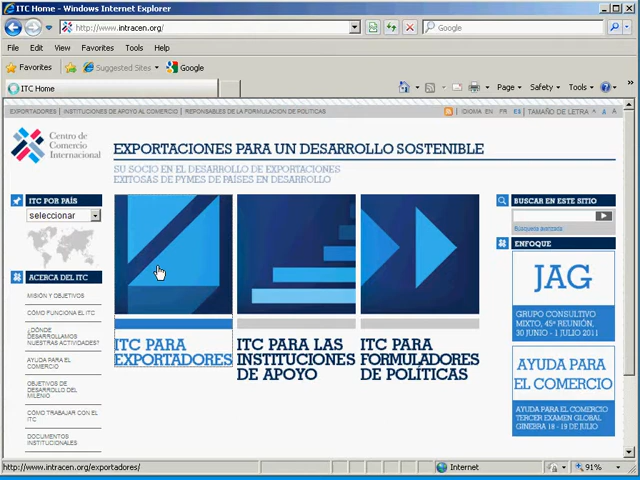 ITC Home - Windows Internet Explorer
http://www.intracen.org/
Google
File Edit View Favorites Tools Help
Favorites Suggested Sites Google
ITC Home
Page Safety Tools
EXPORTADORES | INSTITUCIONES DE APOYO AL COMERCIO | REPONSABLES DE LA FORMULACION DE POLITICAS
IDIOMA EN FR ES | TAMAÑO DE LETRA A A A
Centro de
Comercio
Internacional
EXPORTACIONES PARA UN DESARROLLO SOSTENIBLE
SU SOCIO EN EL DESARROLLO DE EXPORTACIONES
EXITOSAS DE PYMES DE PAÍSES EN DESARROLLO
ITC POR PAÍS
seleccionar
ACERCA DEL ITC
MISIÓN Y OBJETIVOS
CÓMO FUNCIONA EL ITC
¿DÓNDE
DESARROLLAMOS
NUESTRAS ACTIVIDADES?
AYUDA PARA EL
COMERCIO
OBJETIVOS DE
DESARROLLO DEL
MILENIO
CÓMO TRABAJAR CON EL
ITC
DOCUMENTOS
INSTITUCIONALES
ITC PARA
EXPORTADORES
ITC PARA LAS
INSTITUCIONES
DE APOYO
ITC PARA
FORMULADORES
DE POLÍTICAS
BUSCAR EN ESTE SITIO
Búsqueda avanzada
ENFOQUE
JAG
GRUPO CONSULTIVO
MIXTO, 45ª REUNIÓN,
30 JUNIO - 1 JULIO 2011
AYUDA PARA
EL COMERCIO
AYUDA PARA EL COMERCIO
TERCER EXAMEN GLOBAL
GINEBRA 18 - 19 DE JULIO
http://www.intracen.org/exportadores/
Internet
91%